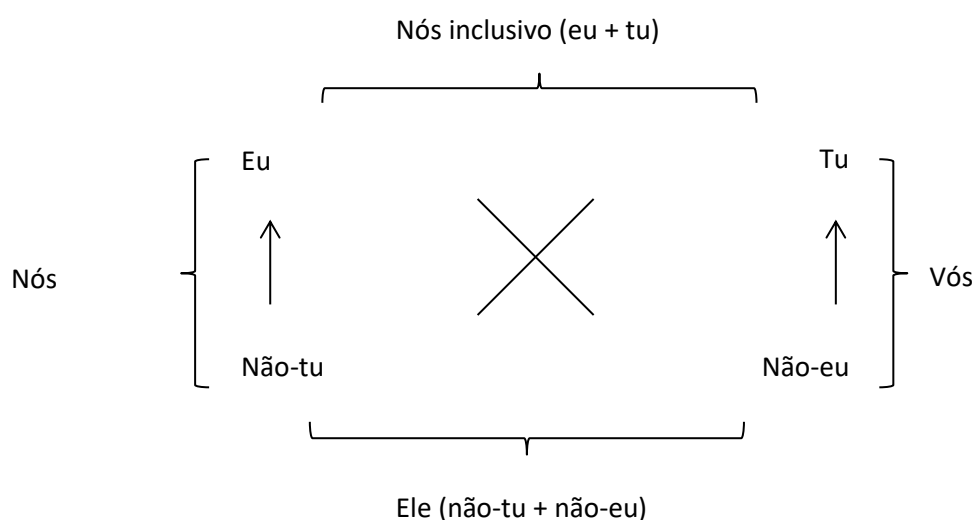 Nós inclusivo (eu + tu)
Eu
Tu
Nós
Vós
Não-tu
Não-eu
Ele (não-tu + não-eu)